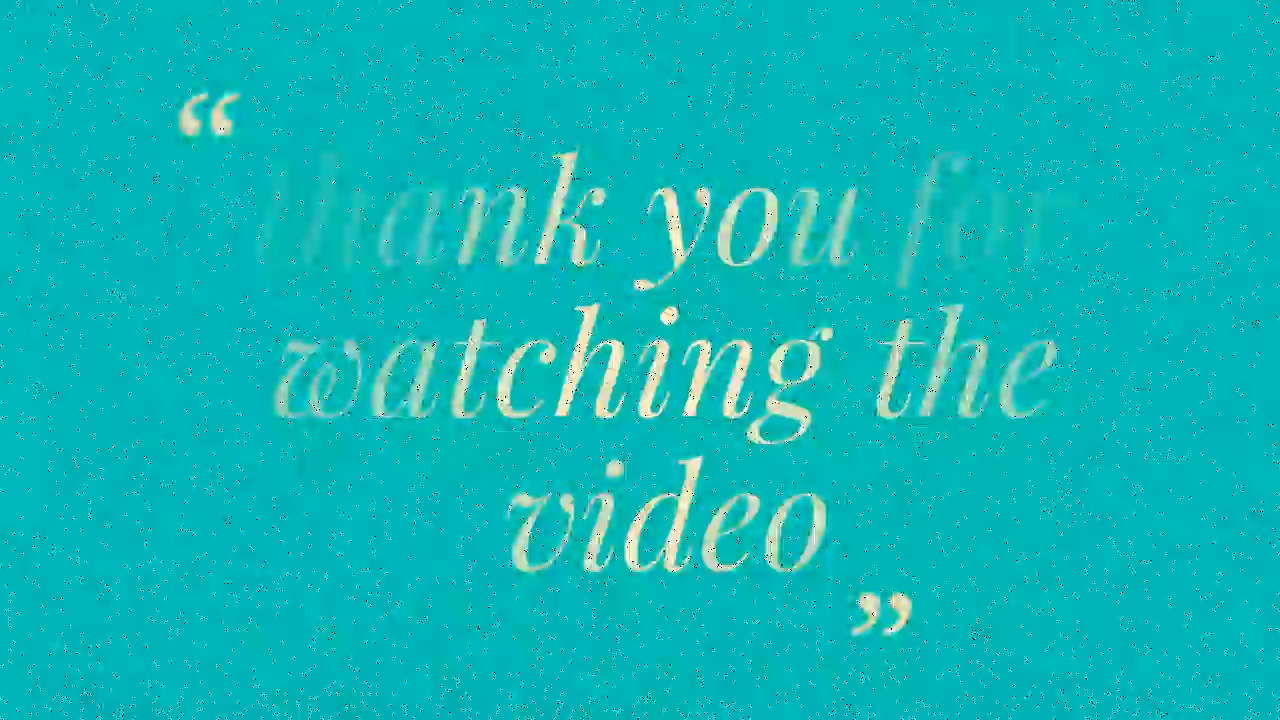 “
thank you for
watching the
video
”